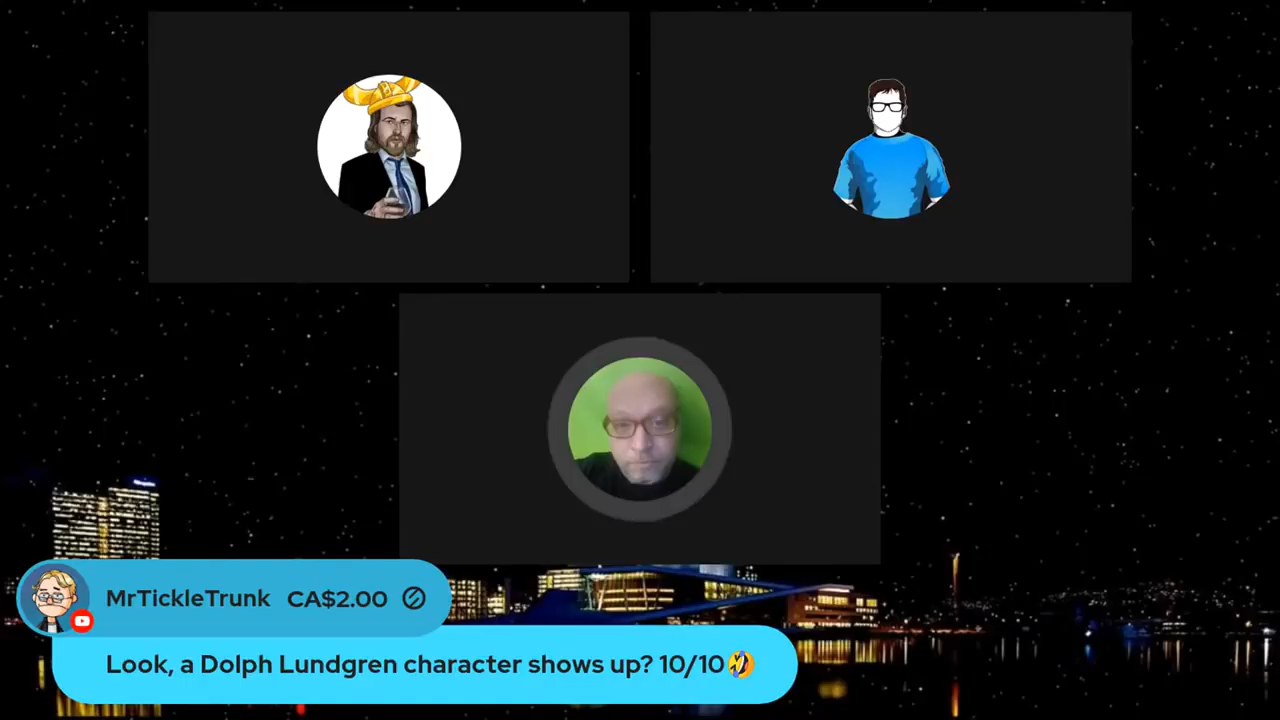 MrTickleTrunk CA$2.00
Look, a Dolph Lundgren character shows up? 10/10🤣